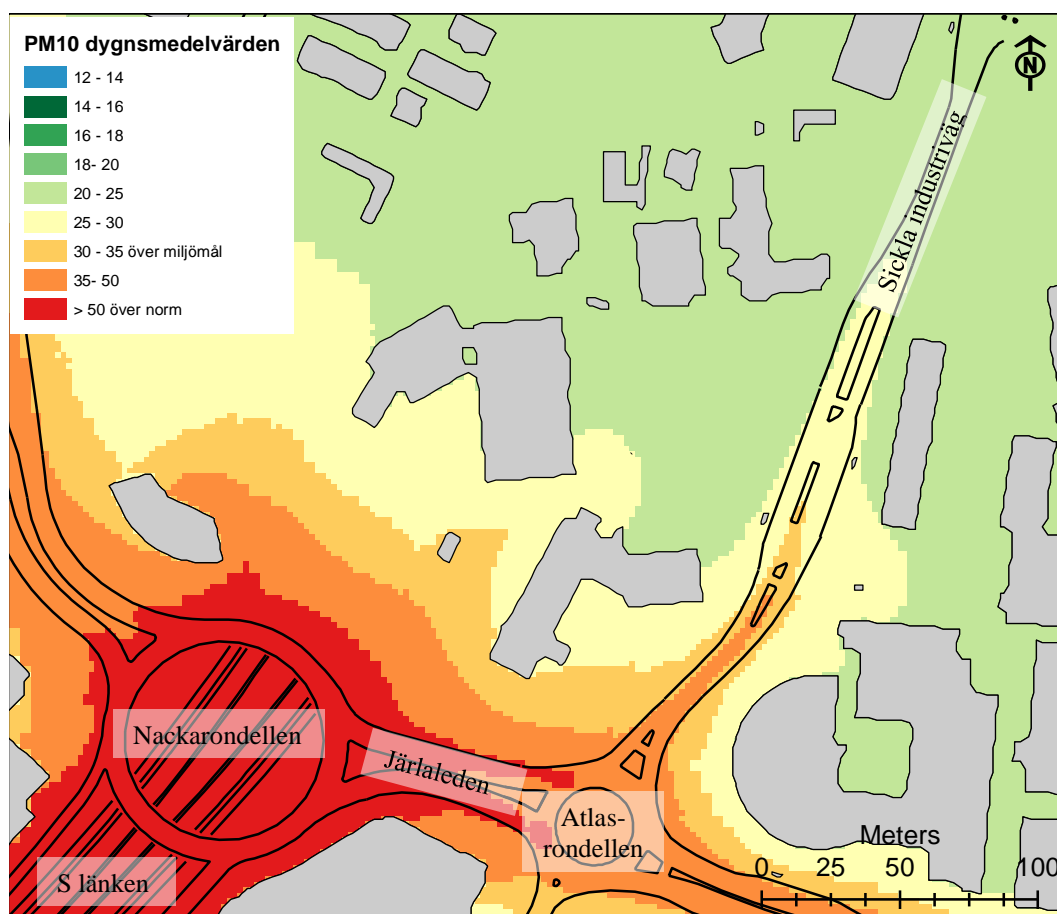 PM10 dygnsmedelvärden
12 - 14
14 - 16
16 - 18
18- 20
20 - 25
25 - 30
30 - 35 över miljömål
35- 50
> 50 över norm
N
Sickla industriväg
Nackarondellen
Järlaleden
Atlas-
rondellen
S länken
Meters
0 25 50 100